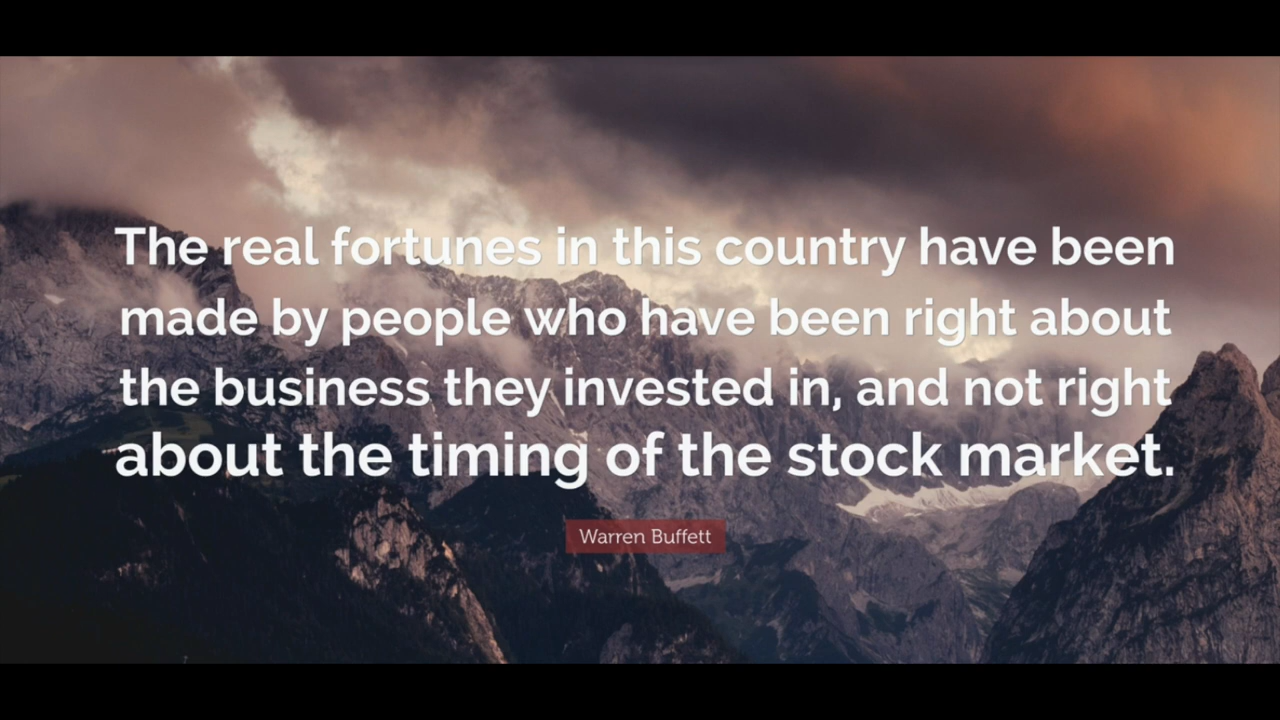 The real fortunes in this country have been
made by people who have been right about
the business they invested in, and not right
about the timing of the stock market.
Warren Buffett